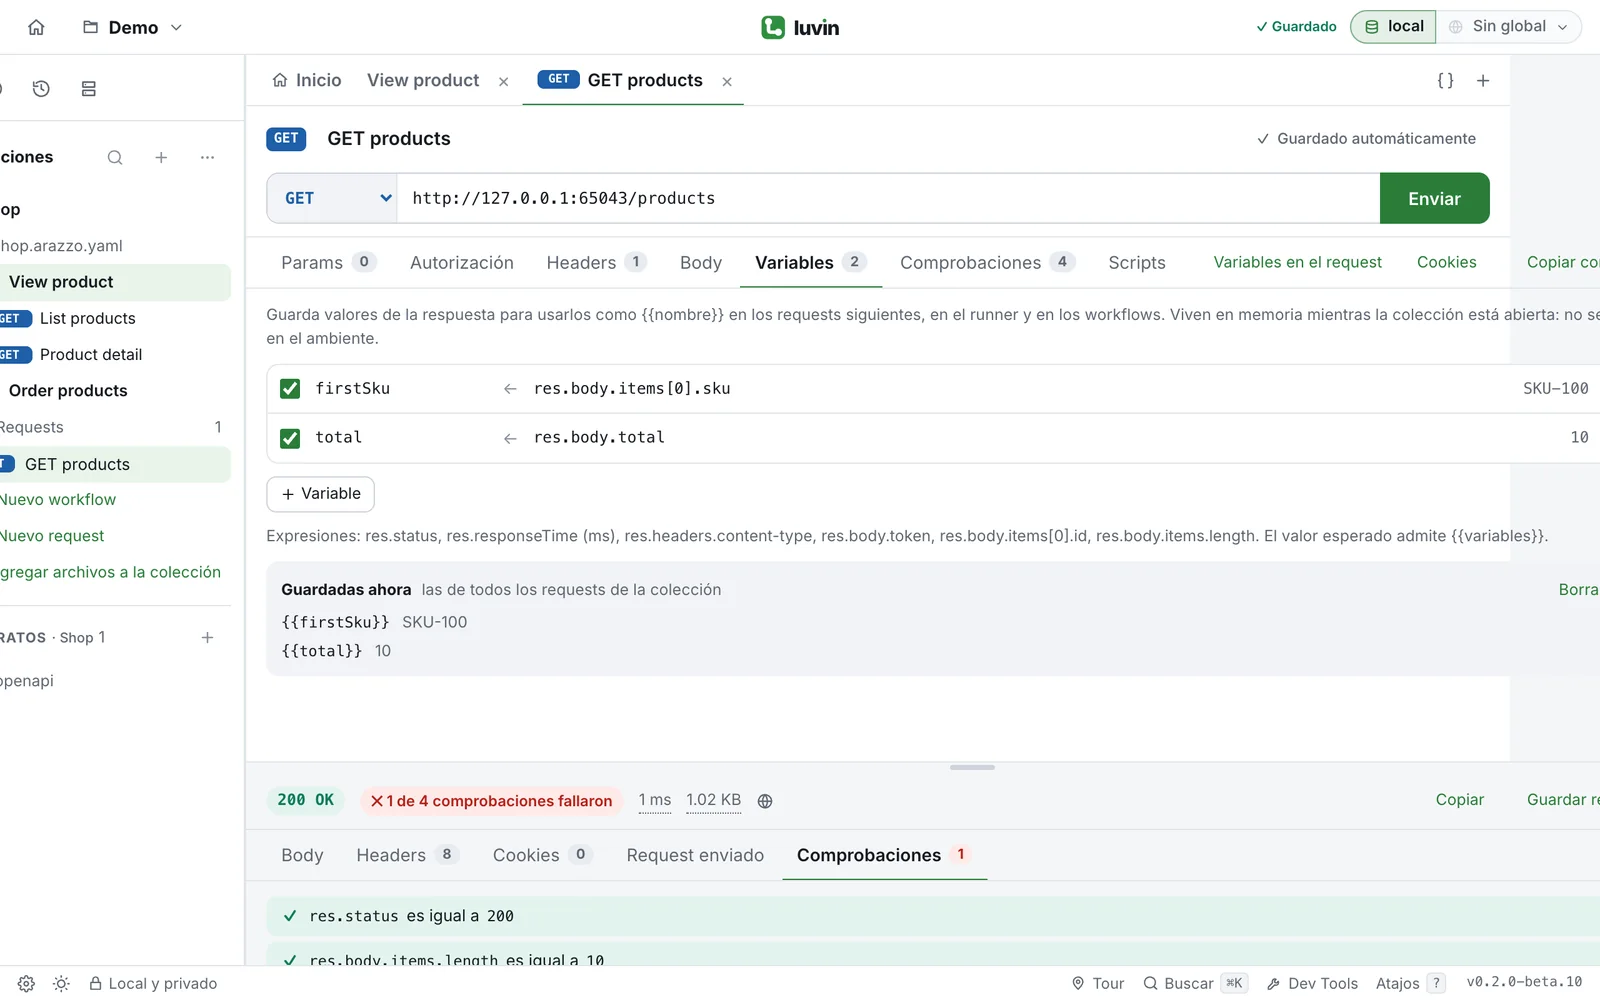 Demo
luvin
Guardado
local
Sin global
Inicio
View product
GET GET products
ciones
GET GET products
Guardado automáticamente
GET http://127.0.0.1:65043/products Enviar
op
hop.arazzo.yaml
View product
GET List products
GET Product detail
Order products
Requests 1
T GET products
Nuevo workflow
Nuevo request
gregar archivos a la colección
RATOS · Shop 1
openapi
Params 0 Autorización Headers 1 Body Variables 2 Comprobaciones 4 Scripts Variables en el request Cookies Copiar co
Guarda valores de la respuesta para usarlos como {{nombre}} en los requests siguientes, en el runner y en los workflows. Viven en memoria mientras la colección está abierta: no se
en el ambiente.
firstSku ← res.body.items[0].sku SKU-100
total ← res.body.total 10
+ Variable
Expresiones: res.status, res.responseTime (ms), res.headers.content-type, res.body.token, res.body.items[0].id, res.body.items.length. El valor esperado admite {{variables}}.
Guardadas ahora las de todos los requests de la colección Borra
{{firstSku}} SKU-100
{{total}} 10
200 OK 1 de 4 comprobaciones fallaron 1 ms 1.02 KB Copiar Guardar re
Body Headers 8 Cookies 0 Request enviado Comprobaciones 1
res.status es igual a 200
res.body.items.length es igual a 10
Local y privado
Tour Buscar ⌘K Dev Tools Atajos ? v0.2.0-beta.10